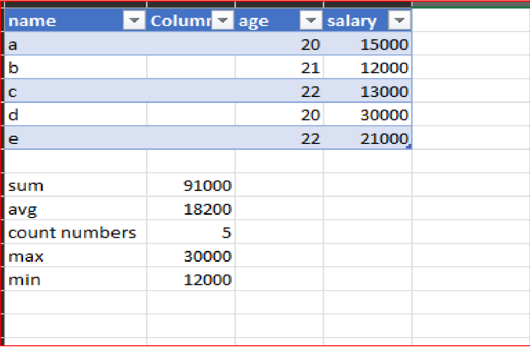 name Column age salary
a 20 15000
b 21 12000
c 22 13000
d 20 30000
e 22 21000
sum 91000
avg 18200
count numbers 5
max 30000
min 12000